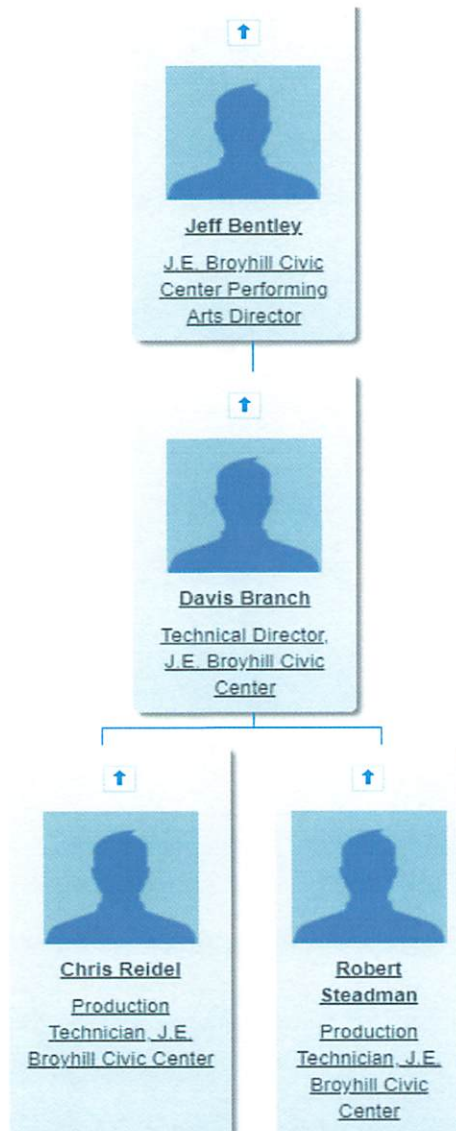 Jeff Bentley
J.E. Broyhill Civic
Center Performing
Arts Director
Davis Branch
Technical Director,
J.E. Broyhill Civic
Center
Chris Reidel
Production
Technician, J.E.
Broyhill Civic Center
Robert
Steadman
Production
Technician, J.E.
Broyhill Civic
Center